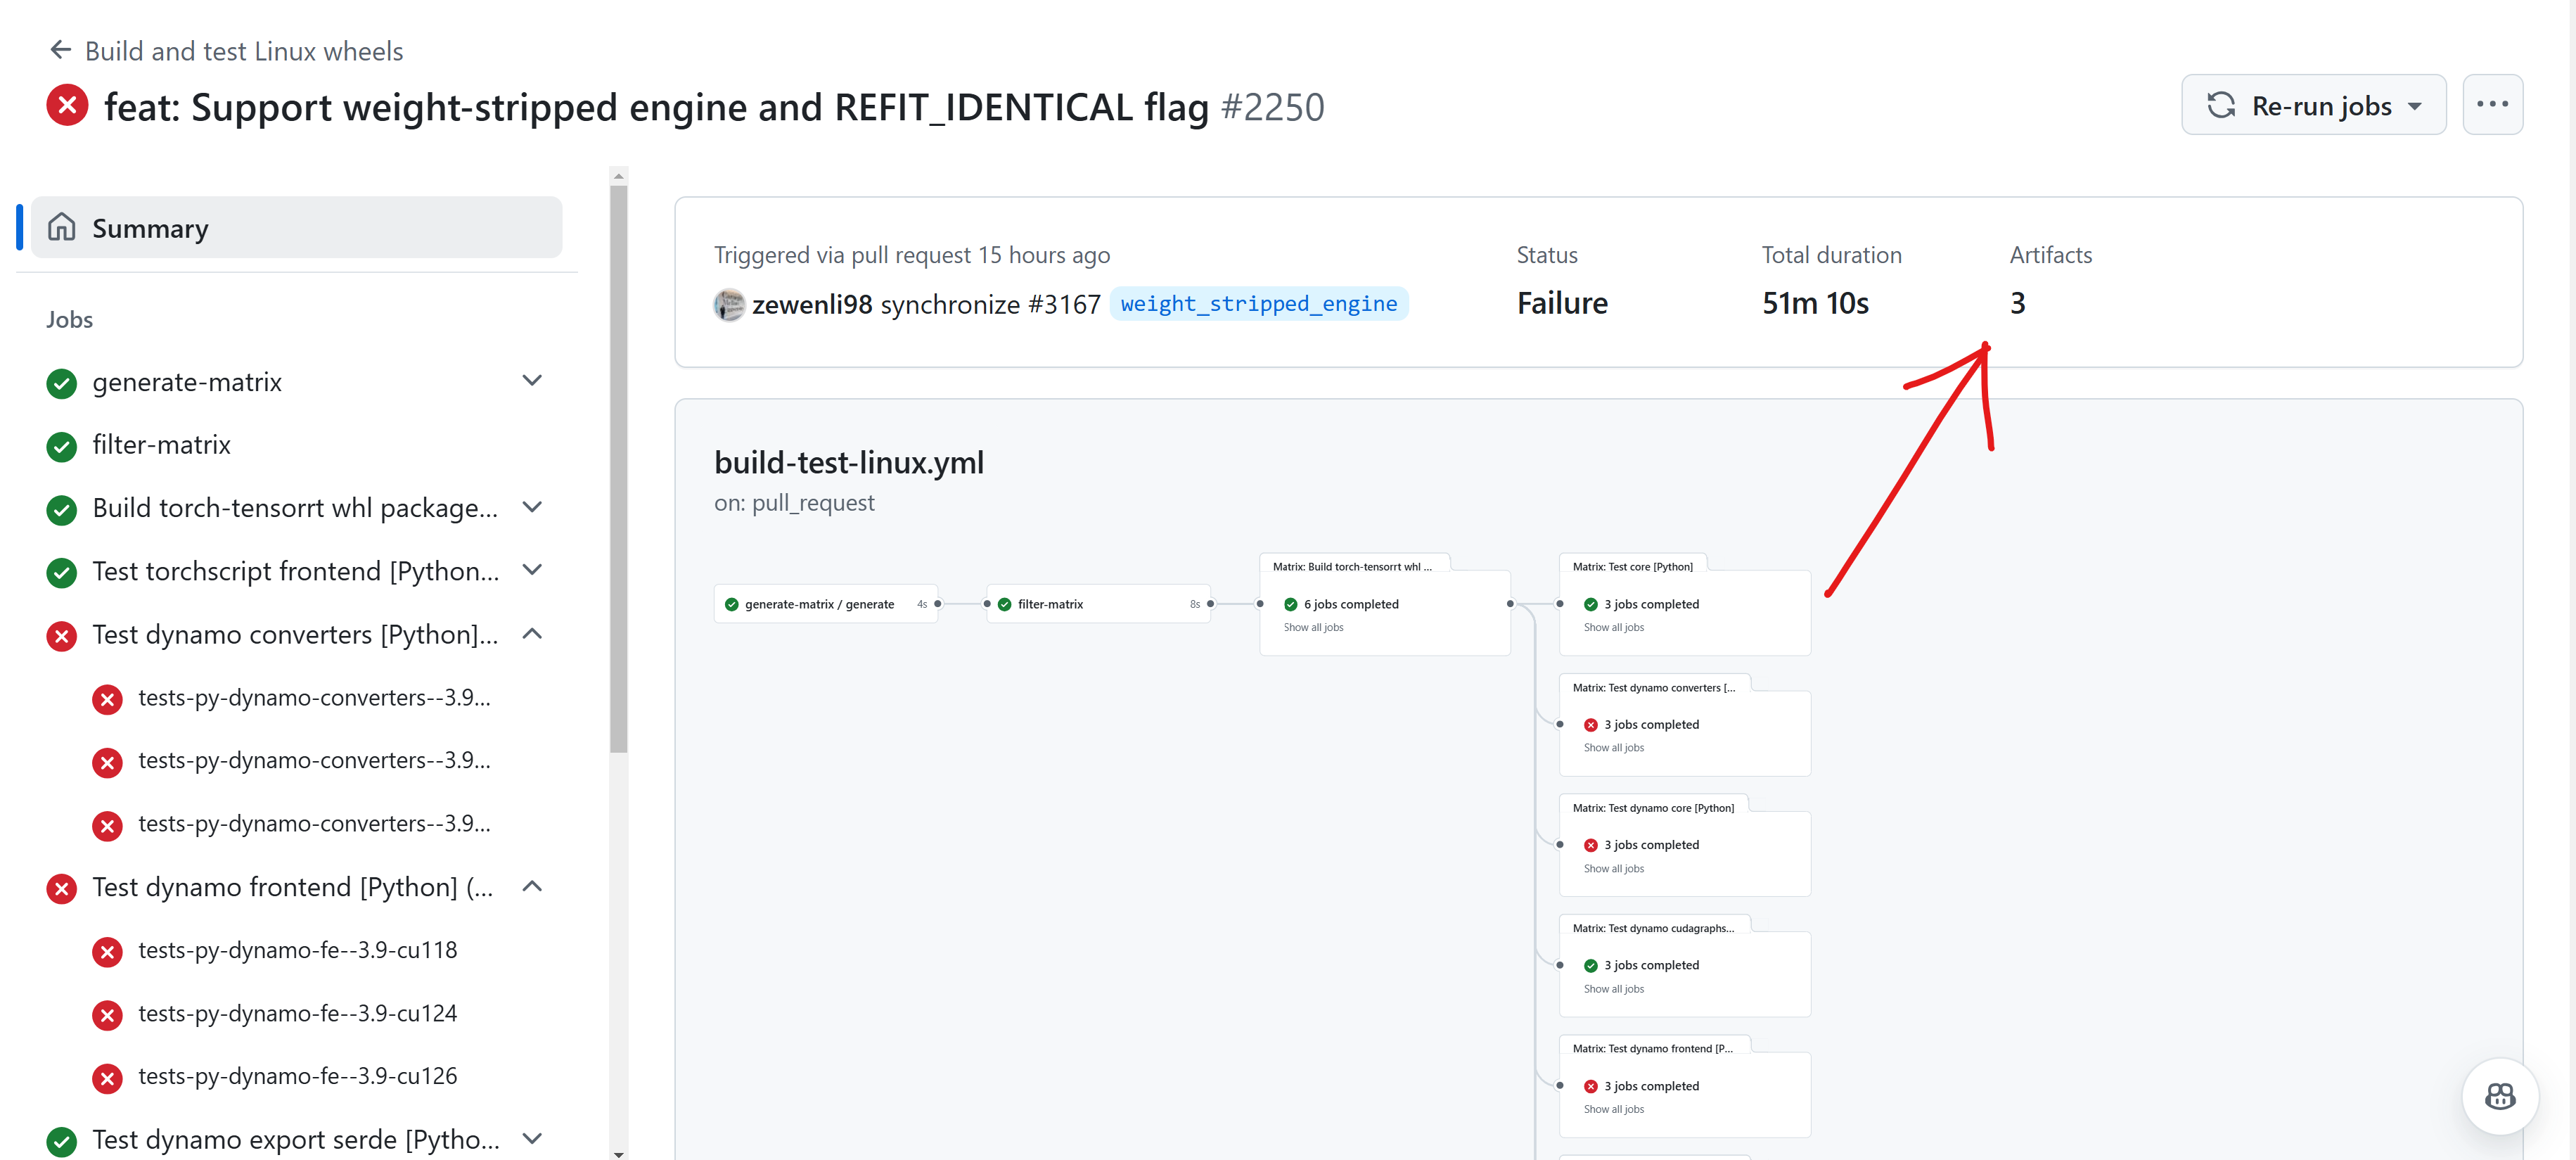 Build and test Linux wheels
feat: Support weight-stripped engine and REFIT_IDENTICAL flag #2250
Re-run jobs
Summary
Jobs
generate-matrix
filter-matrix
Build torch-tensorrt whl package...
Test torchscript frontend [Python...
Test dynamo converters [Python]...
tests-py-dynamo-converters--3.9...
tests-py-dynamo-converters--3.9...
tests-py-dynamo-converters--3.9...
Test dynamo frontend [Python] (...
tests-py-dynamo-fe--3.9-cu118
tests-py-dynamo-fe--3.9-cu124
tests-py-dynamo-fe--3.9-cu126
Test dynamo export serde [Pytho...
Triggered via pull request 15 hours ago
zewenli98 synchronize #3167 weight_stripped_engine
Status
Failure
Total duration
51m 10s
Artifacts
3
build-test-linux.yml
on: pull_request
generate-matrix / generate 4s
filter-matrix 8s
Matrix: Build torch-tensorrt whl ...
6 jobs completed
Show all jobs
Matrix: Test core [Python]
3 jobs completed
Show all jobs
Matrix: Test dynamo converters [...
3 jobs completed
Show all jobs
Matrix: Test dynamo core [Python]
3 jobs completed
Show all jobs
Matrix: Test dynamo cudagraphs...
3 jobs completed
Show all jobs
Matrix: Test dynamo frontend [P...
3 jobs completed
Show all jobs